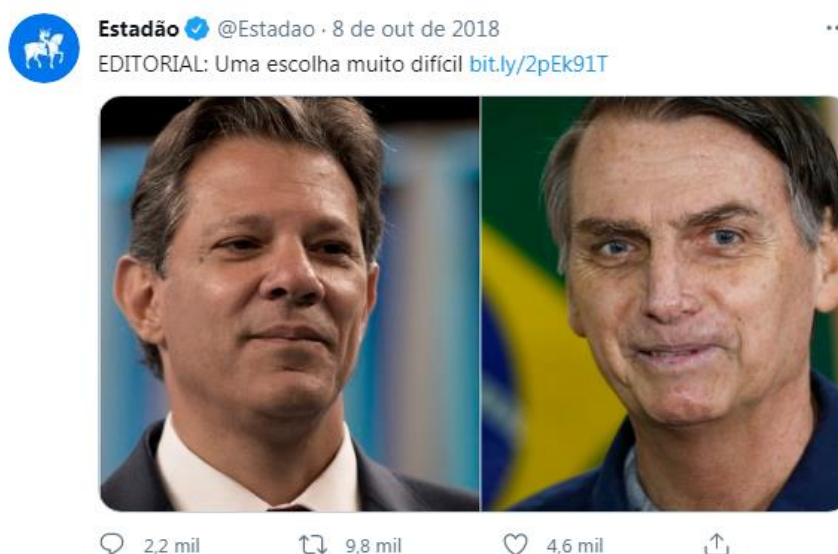 Estadão @Estadao · 8 de out de 2018
EDITORIAL: Uma escolha muito difícil bit.ly/2pEk91T
2,2 mil 9,8 mil 4,6 mil